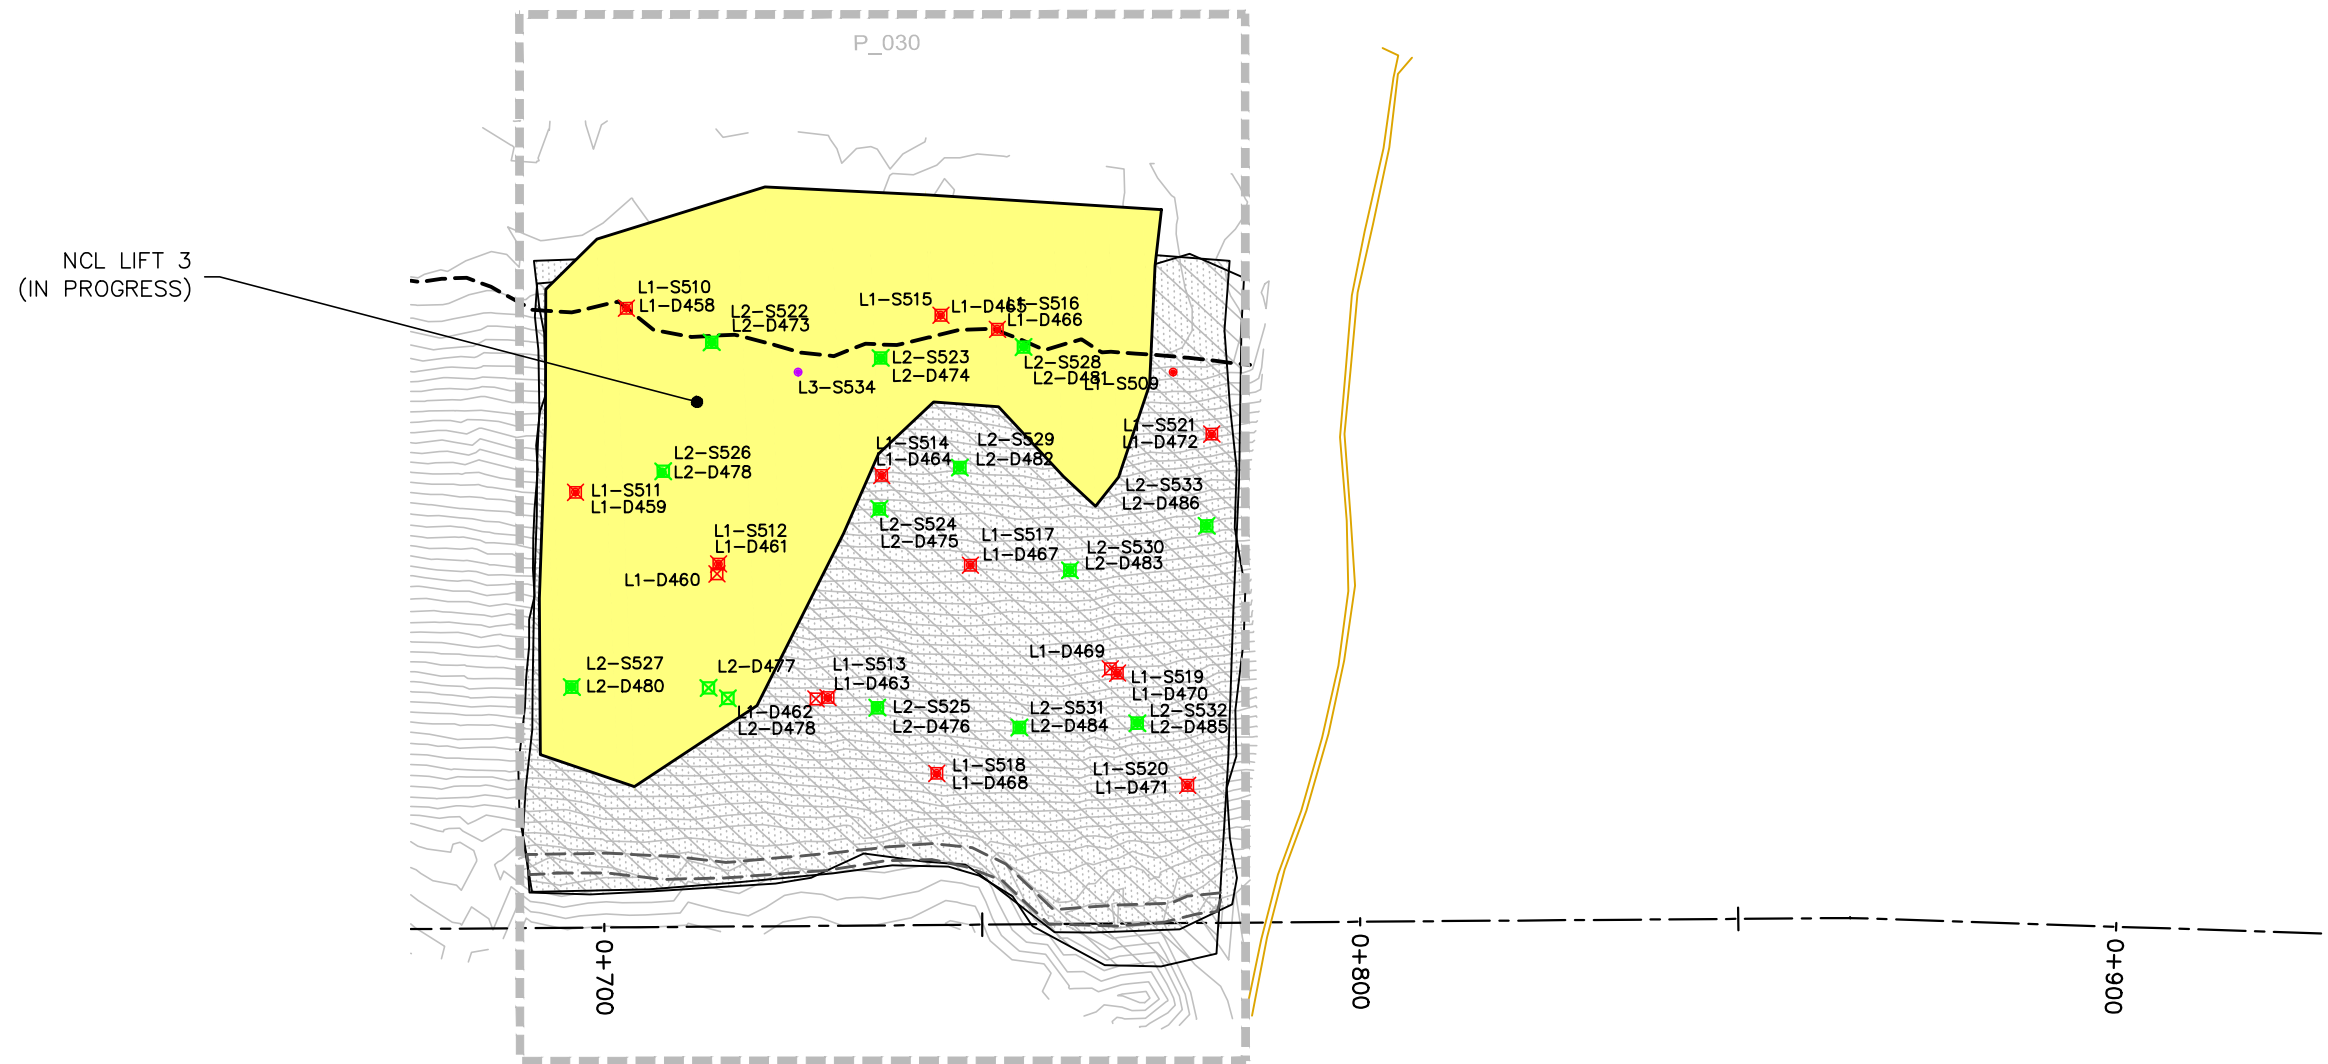 P_030
NCL LIFT 3
(IN PROGRESS)
L1-S510
L1-D458
L2-S522
L2-D473
L1-S515
L1-D465
L1-S516
L1-D466
L2-S523
L2-D474
L2-S528
L2-D481
L1-S509
L3-S534
L1-S521
L1-D472
L1-S514
L1-D464
L2-S529
L2-D482
L2-S526
L2-D478
L1-S511
L1-D459
L2-S533
L2-D486
L2-S524
L2-D475
L1-S512
L1-D461
L1-D460
L1-S517
L1-D467
L2-S530
L2-D483
L2-S527
L2-D480
L2-D477
L1-D462
L2-D478
L1-S513
L1-D463
L1-D469
L1-S519
L1-D470
L2-S525
L2-D476
L2-S531
L2-D484
L2-S532
L2-D485
L1-S518
L1-D468
L1-S520
L1-D471
0+700
0+800
0+900